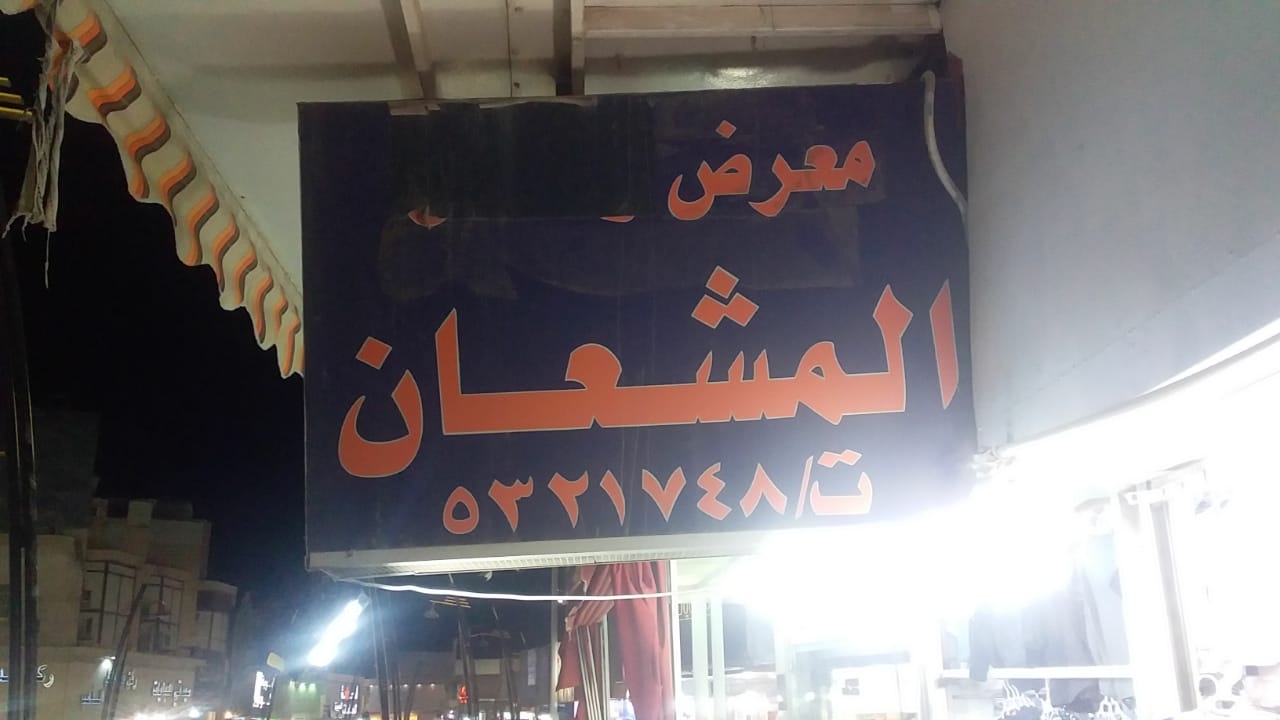 معرض
المشعان
ت/٥٣٢١٧٤٨